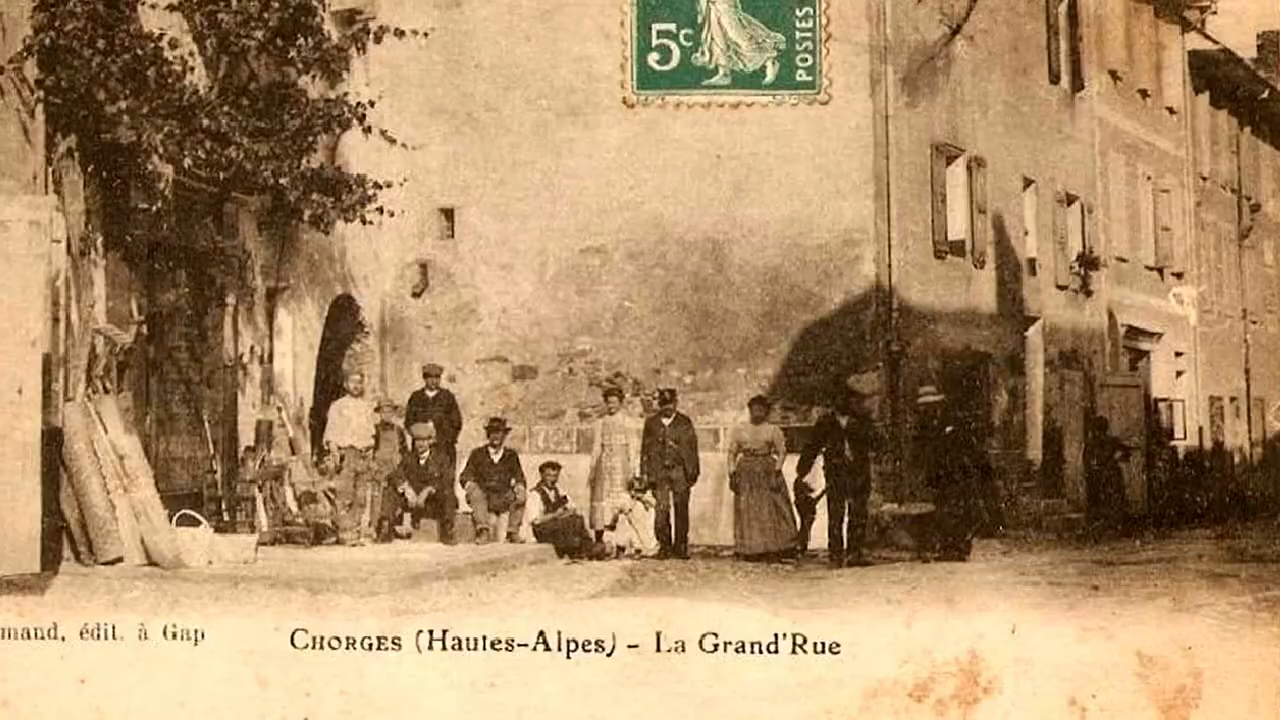 5c
POSTES
mand, édit. à Gap
CHORGES (Hautes-Alpes) - La Grand'Rue